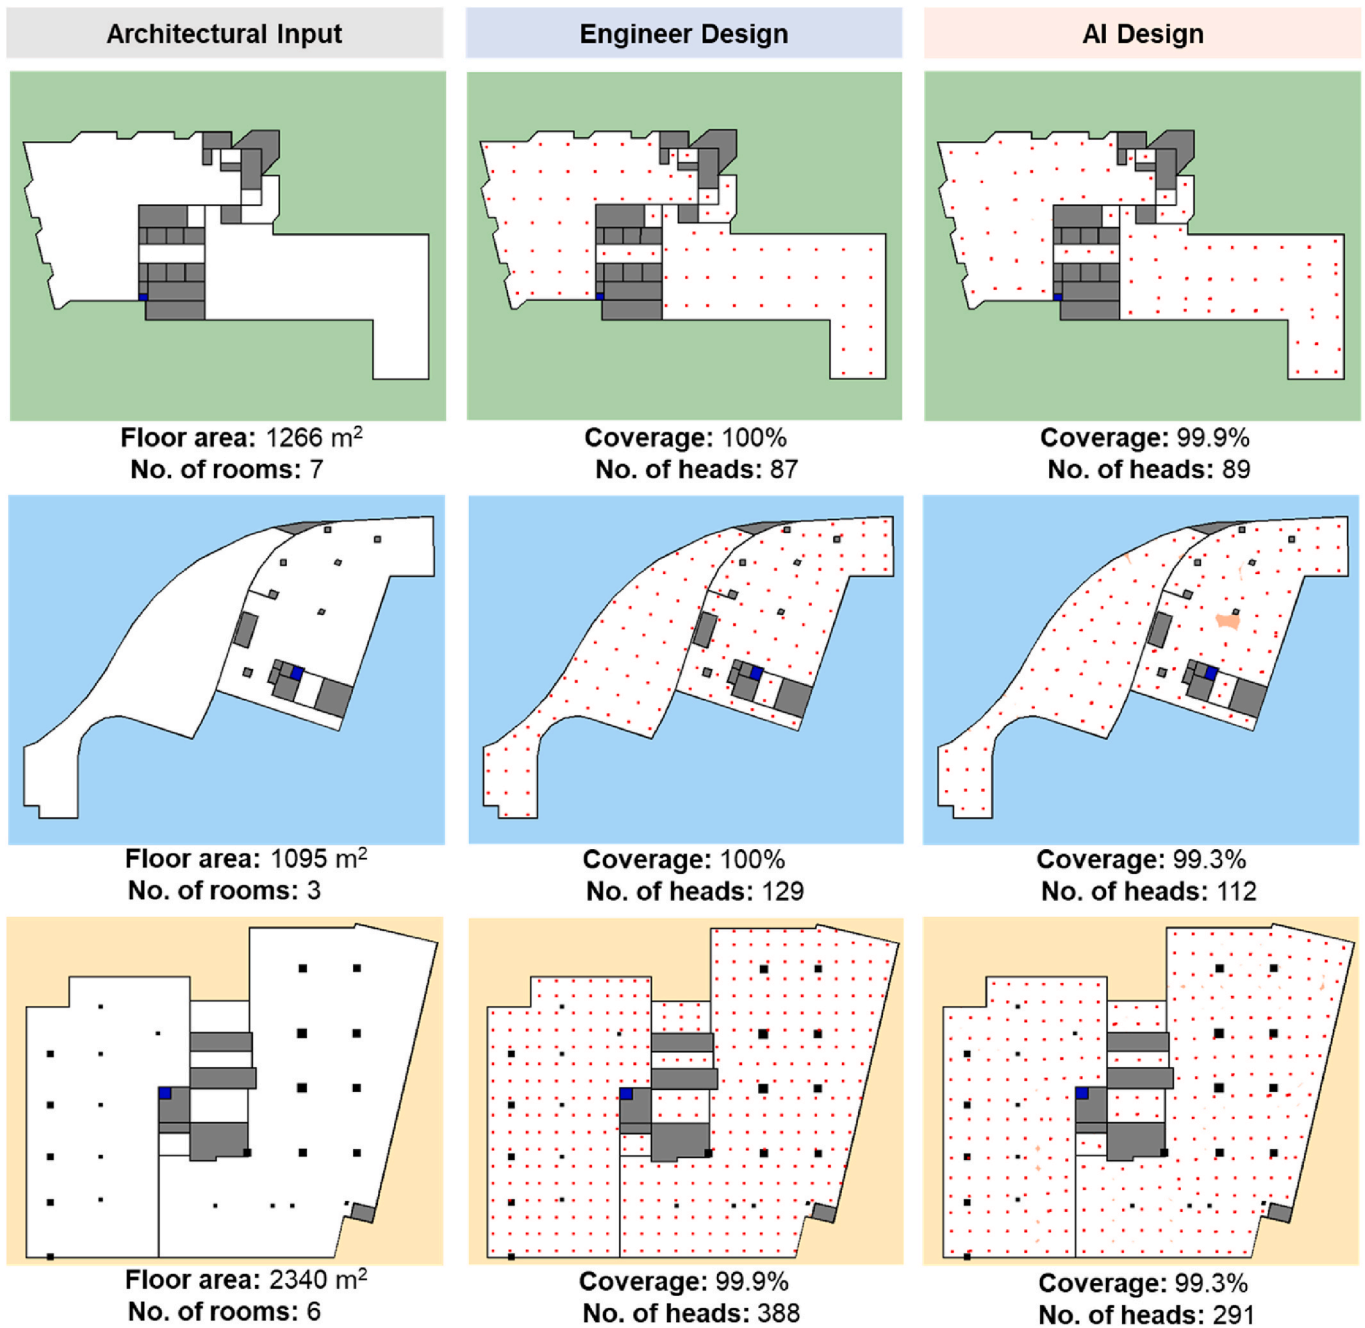 Architectural Input
Engineer Design
AI Design
Floor area: 1266 m²
No. of rooms: 7
Coverage: 100%
No. of heads: 87
Coverage: 99.9%
No. of heads: 89
Floor area: 1095 m²
No. of rooms: 3
Coverage: 100%
No. of heads: 129
Coverage: 99.3%
No. of heads: 112
Floor area: 2340 m²
No. of rooms: 6
Coverage: 99.9%
No. of heads: 388
Coverage: 99.3%
No. of heads: 291